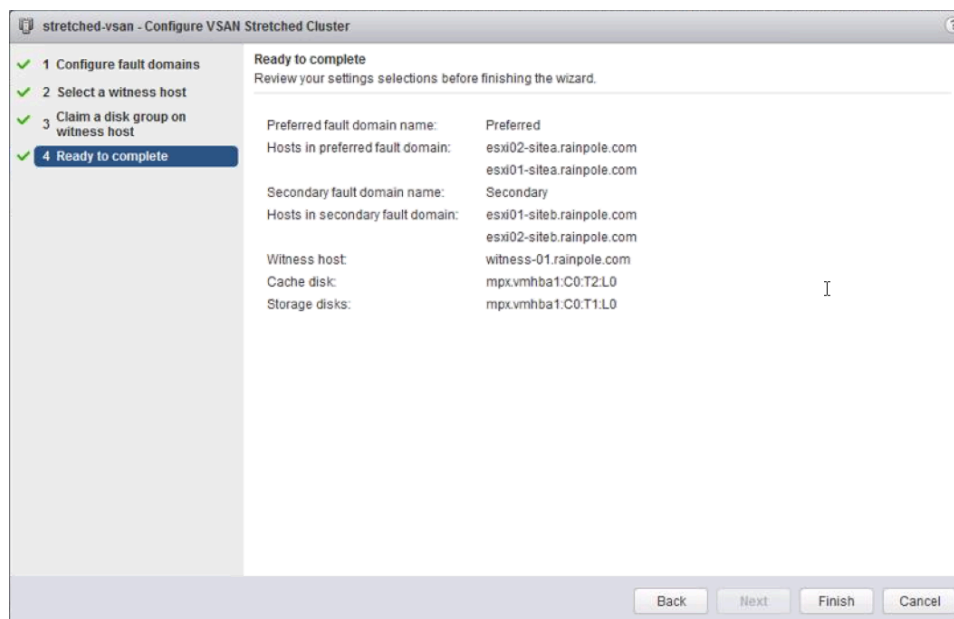 stretched-vsan - Configure VSAN Stretched Cluster
?
1 Configure fault domains
2 Select a witness host
3 Claim a disk group on
witness host
4 Ready to complete
Ready to complete
Review your settings selections before finishing the wizard.
Preferred fault domain name: Preferred
Hosts in preferred fault domain: esxi02-sitea.rainpole.com
esxi01-sitea.rainpole.com
Secondary fault domain name: Secondary
Hosts in secondary fault domain: esxi01-siteb.rainpole.com
esxi02-siteb.rainpole.com
Witness host: witness-01.rainpole.com
Cache disk: mpx.vmhba1:C0:T2:L0
Storage disks: mpx.vmhba1:C0:T1:L0
Back Next Finish Cancel